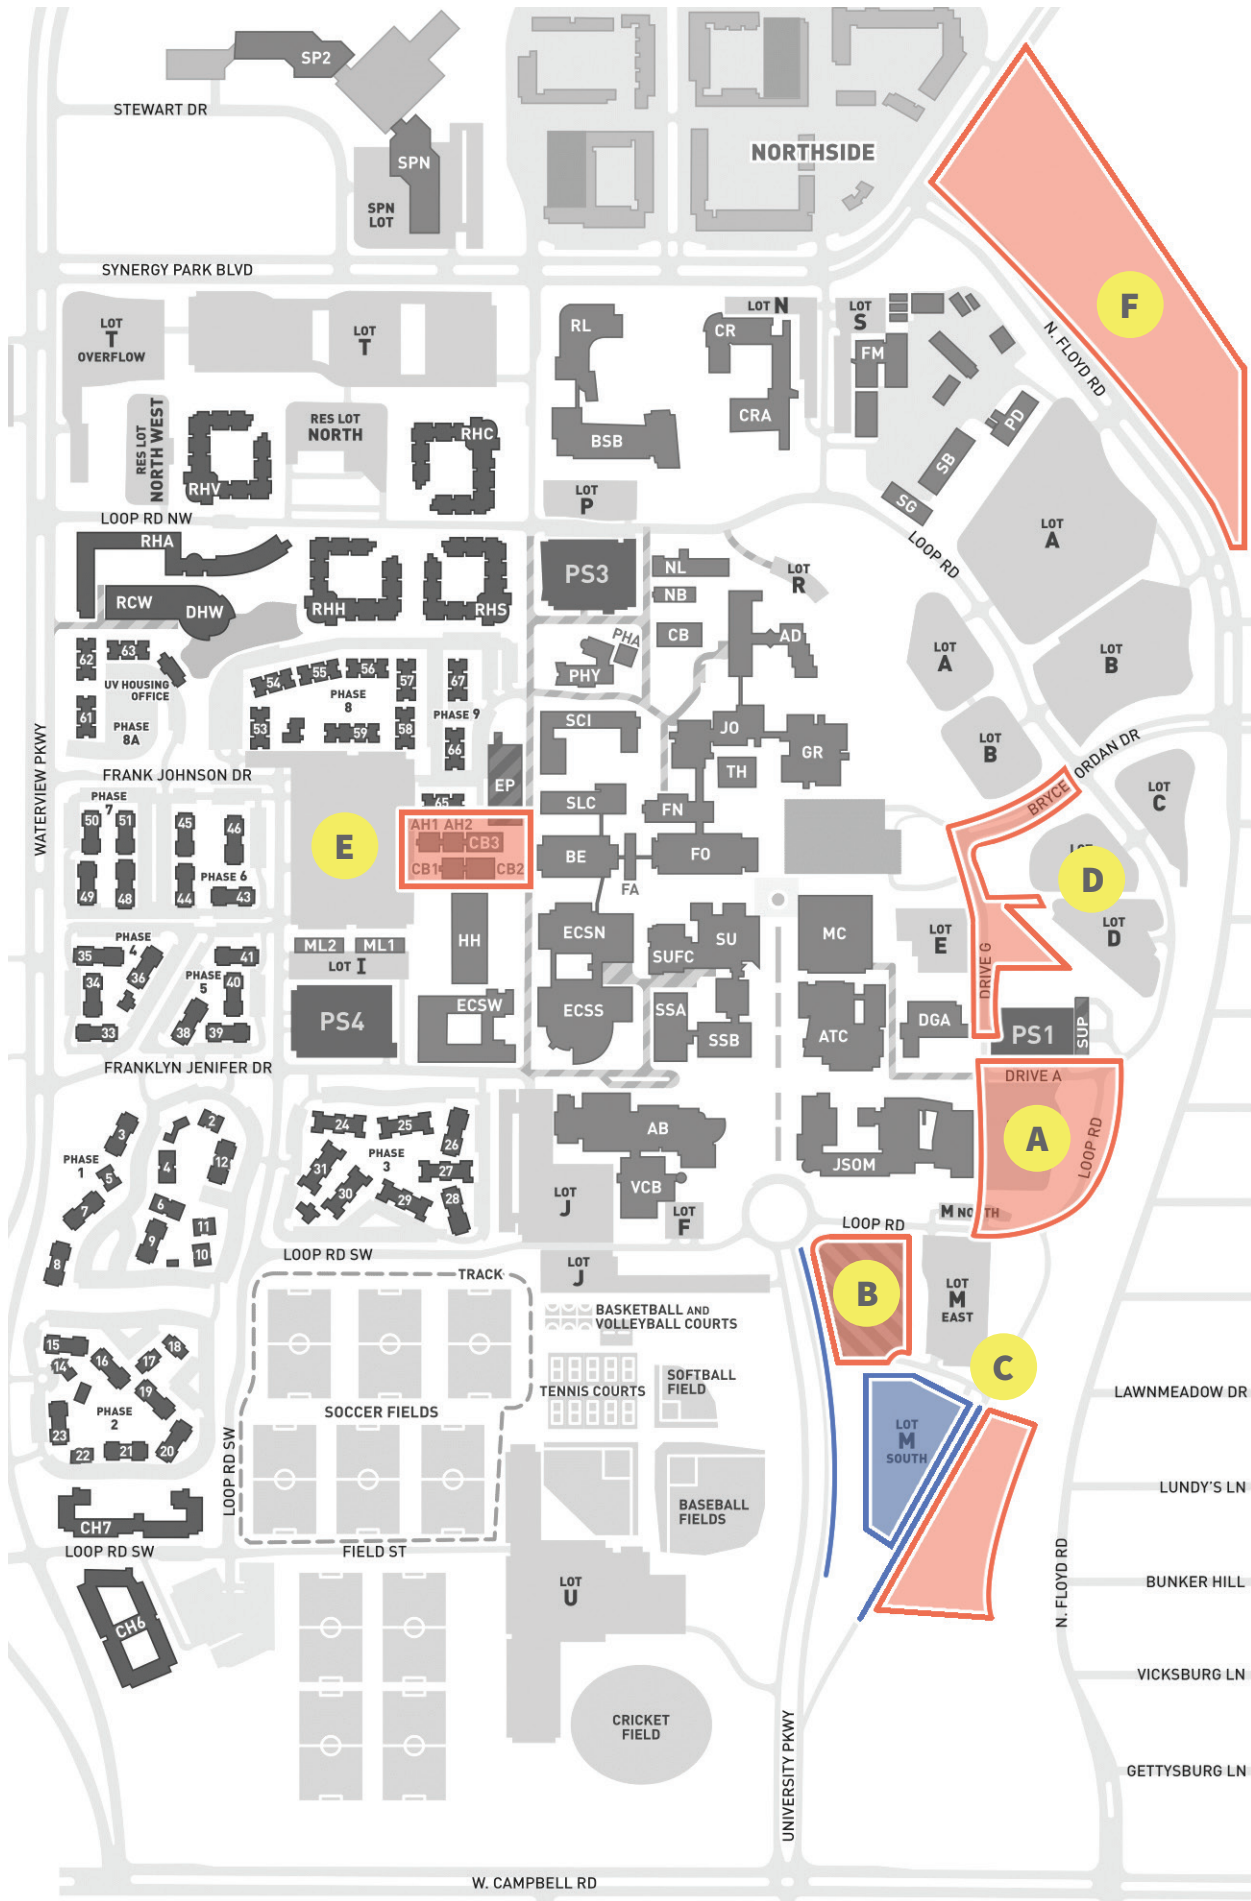 SP2
STEWART DR
NORTHSIDE
SPN
SPN
LOT
SYNERGY PARK BLVD
F
LOT
T
OVERFLOW
LOT
T
RL
CR
LOT N
LOT
S
FM
N. FLOYD RD
RES LOT
NORTH WEST
RES LOT
NORTH
RHC
RHV
BSB
CRA
PD
SB
SG
LOT
P
LOOP RD NW
LOT
A
RHA
LOOP RD
PS3
NL
NB
LOT
R
RCW
DHW
RHH
RHS
CB
AD
PHA
PHY
62
63
UV HOUSING
OFFICE
61
PHASE
8A
54
55
56
57
PHASE
8
53
59
58
67
PHASE 9
66
LOT
A
LOT
B
SCI
JO
GR
TH
LOT
B
ORDAN DR
WATERVIEW PKWY
FRANK JOHNSON DR
EP
65
SLC
FN
BRYCE
LOT
C
PHASE
7
50
51
45
46
E
AH1 AH2
CB3
CB1
CB2
BE
FA
FO
LOT
D
PHASE 6
49
48
44
43
HH
ECSN
SU
SUFC
MC
LOT
E
LOT
D
DRIVE G
PHASE
4
35
36
34
33
PHASE
5
41
40
38
39
ML2
ML1
LOT I
PS4
ECSW
ECSS
SSA
SSB
ATC
DGA
PS1
SUP
FRANKLYN JENIFER DR
DRIVE A
A
LOOP RD
3
2
PHASE
1
5
4
12
7
6
9
11
10
8
24
25
26
PHASE
3
31
27
30
29
28
AB
VCB
JSOM
LOT
J
LOT
F
LOOP RD
M NO TH
LOOP RD SW
LOT
J
TRACK
B
LOT
M
EAST
BASKETBALL AND
VOLLEYBALL COURTS
C
15
14
16
17
18
19
PHASE
2
23
22
21
20
TENNIS COURTS
SOFTBALL
FIELD
LAWNMEADOW DR
SOCCER FIELDS
LOT
M
SOUTH
LOOP RD SW
LUNDY'S LN
BASEBALL
FIELDS
CH7
LOOP RD SW
FIELD ST
N. FLOYD RD
LOT
U
BUNKER HILL
CH6
VICKSBURG LN
CRICKET
FIELD
UNIVERSITY PKWY
GETTYSBURG LN
W. CAMPBELL RD